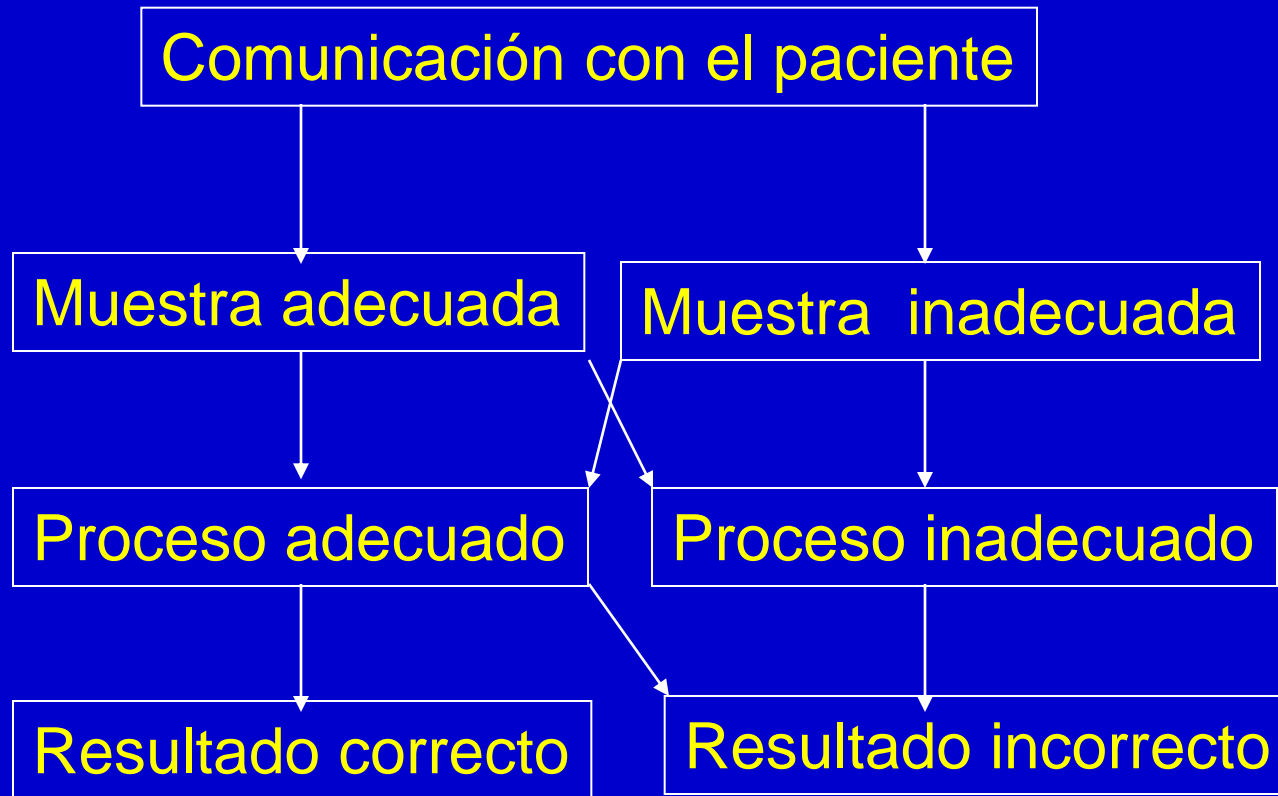 Comunicación con el paciente
Muestra adecuada
Muestra inadecuada
Proceso adecuado
Proceso inadecuado
Resultado correcto
Resultado incorrecto